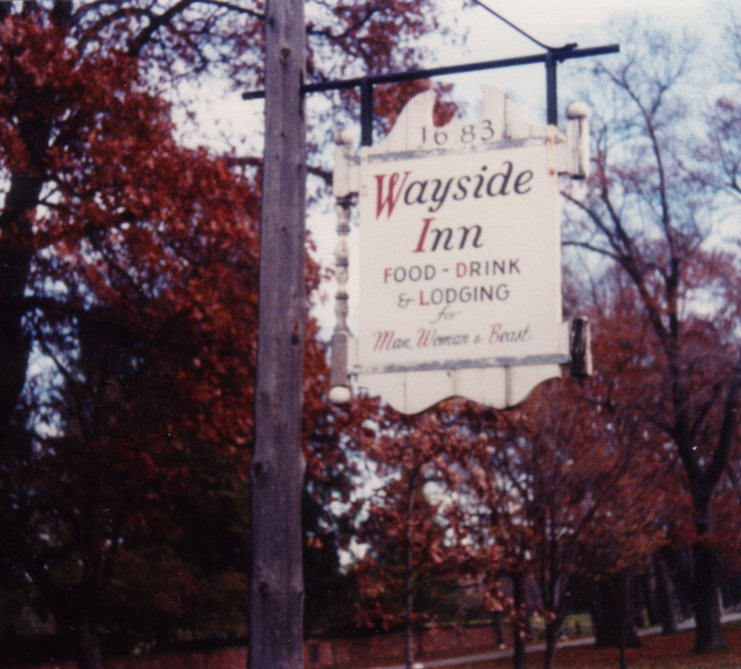 1683
Wayside
Inn
FOOD - DRINK
& LODGING
for
Man, Woman & Beast